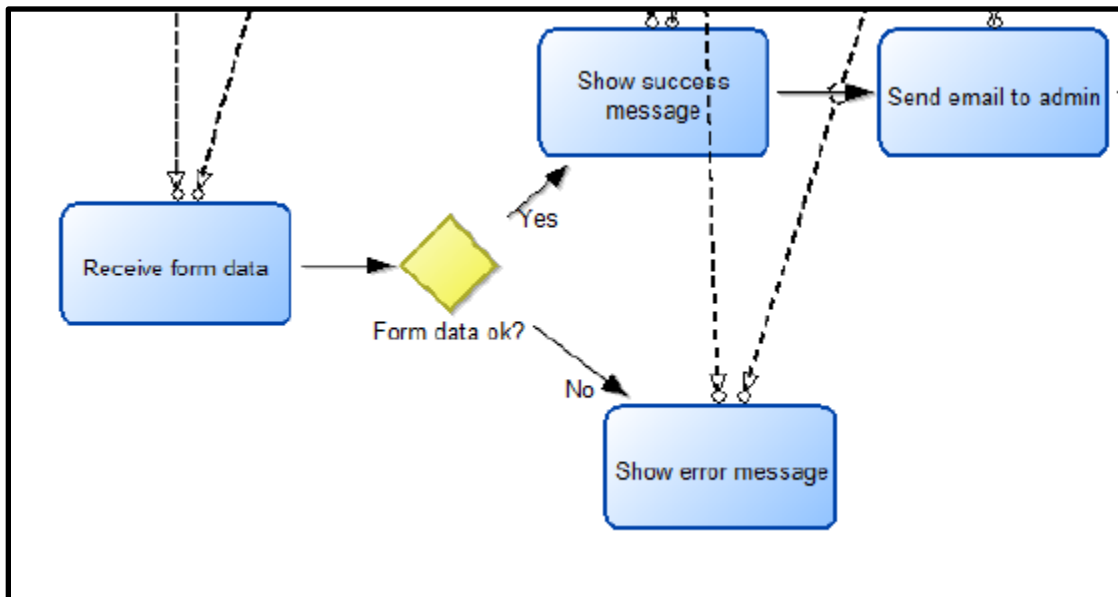 Show success
message
Send email to admin
Yes
Receive form data
Form data ok?
No
Show error message